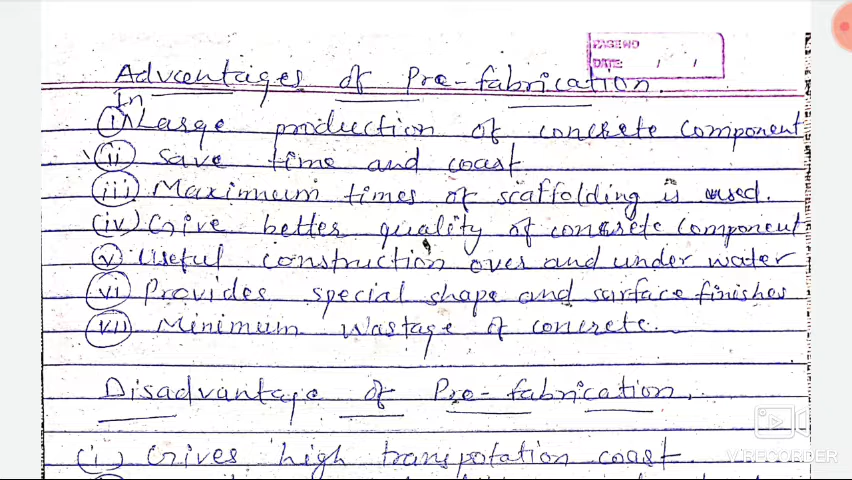 PAGE NO
DATE: / /
Advantages of Pre-fabrication.
In
(i) Large production of concrete component
(ii) Save time and coast
(iii) Maximum times of scaffolding is used.
(iv) Give better quality of concrete component
(v) Useful construction over and under water
(vi) Provides special shape and surface finishes
(vii) Minimum wastage of concrete.
Disadvantage of Pre-fabrication.
(i) Gives high transpotation coast.
V RECORDER